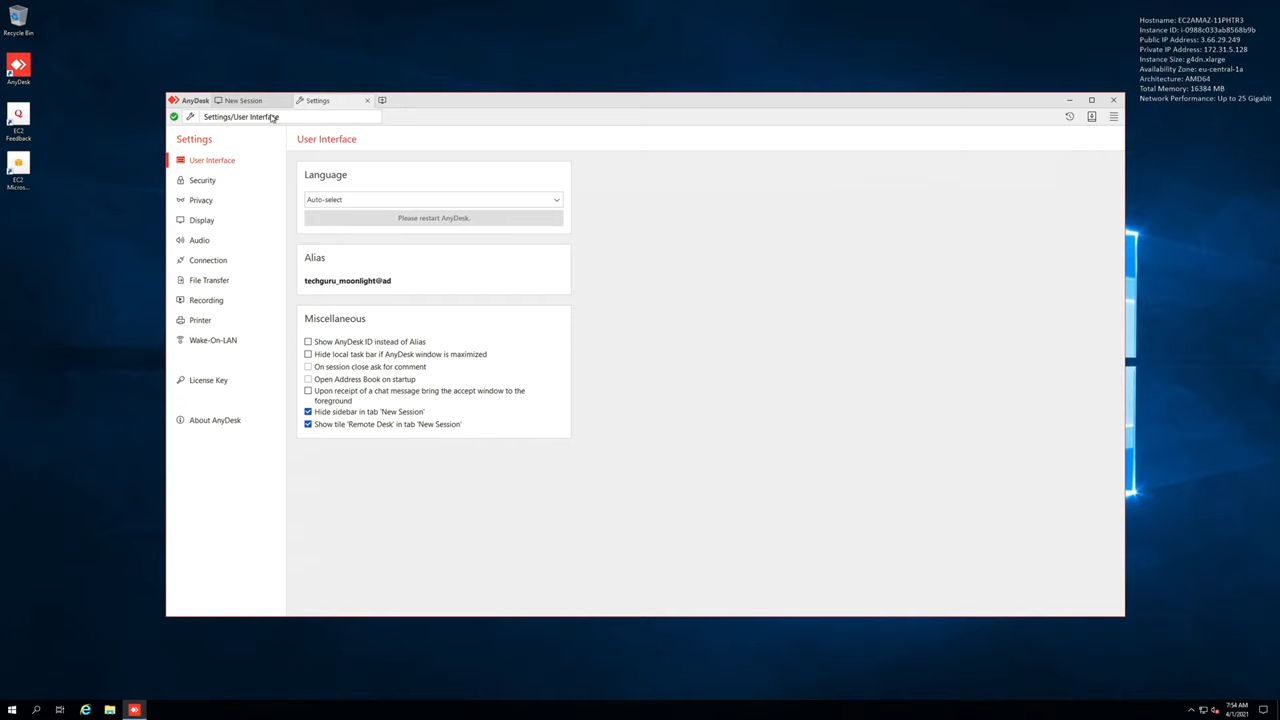 Recycle Bin
AnyDesk
EC2
Feedback
EC2
Micros...
Hostname: EC2AMAZ-11PHTR3
Instance ID: i-0988c033ab8568b9b
Public IP Address: 3.66.29.249
Private IP Address: 172.31.5.128
Instance Size: g4dn.xlarge
Availability Zone: eu-central-1a
Architecture: AMD64
Total Memory: 16384 MB
Network Performance: Up to 25 Gigabit
AnyDesk New Session Settings
Settings/User Interface
Settings
User Interface
Security
Privacy
Display
Audio
Connection
File Transfer
Recording
Printer
Wake-On-LAN
License Key
About AnyDesk
User Interface
Language
Auto-select
Please restart AnyDesk.
Alias
techguru_moonlight@ad
Miscellaneous
Show AnyDesk ID instead of Alias
Hide local task bar if AnyDesk window is maximized
On session close ask for comment
Open Address Book on startup
Upon receipt of a chat message bring the accept window to the
foreground
Hide sidebar in tab 'New Session'
Show tile 'Remote Desk' in tab 'New Session'
7:54 AM
4/1/2021